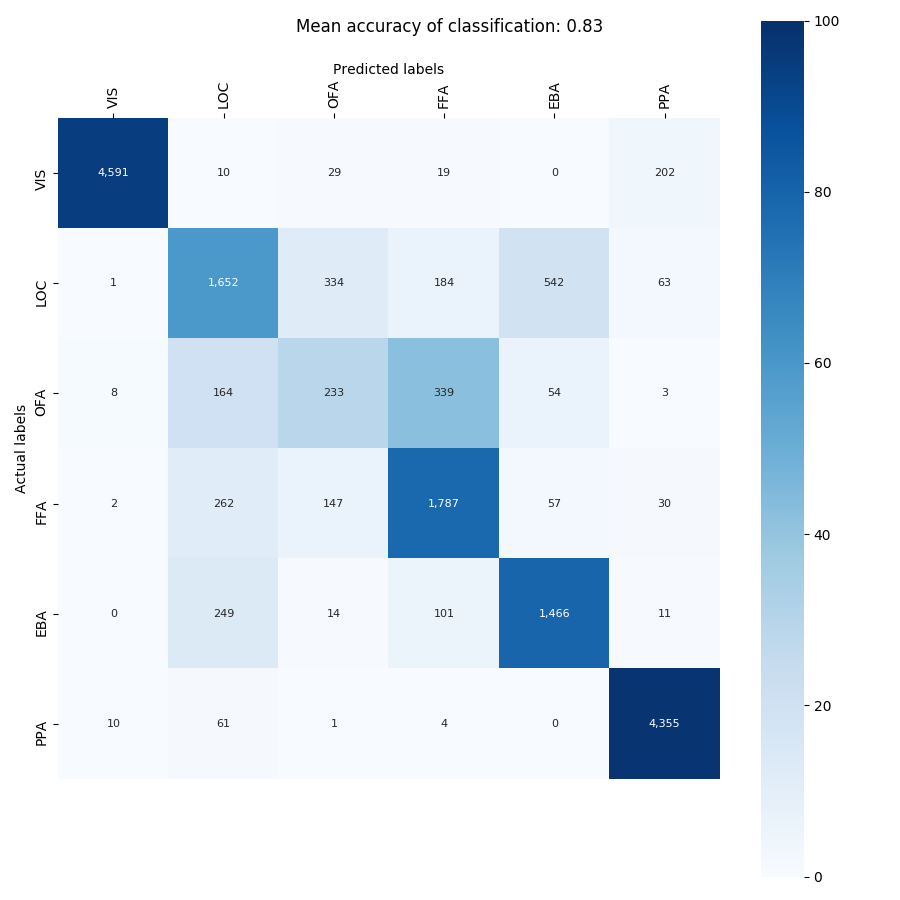 Mean accuracy of classification: 0.83
Predicted labels
VIS LOC OFA FFA EBA PPA
Actual labels
VIS 4,591 10 29 19 0 202
LOC 1 1,652 334 184 542 63
OFA 8 164 233 339 54 3
FFA 2 262 147 1,787 57 30
EBA 0 249 14 101 1,466 11
PPA 10 61 1 4 0 4,355
100
80
60
40
20
0